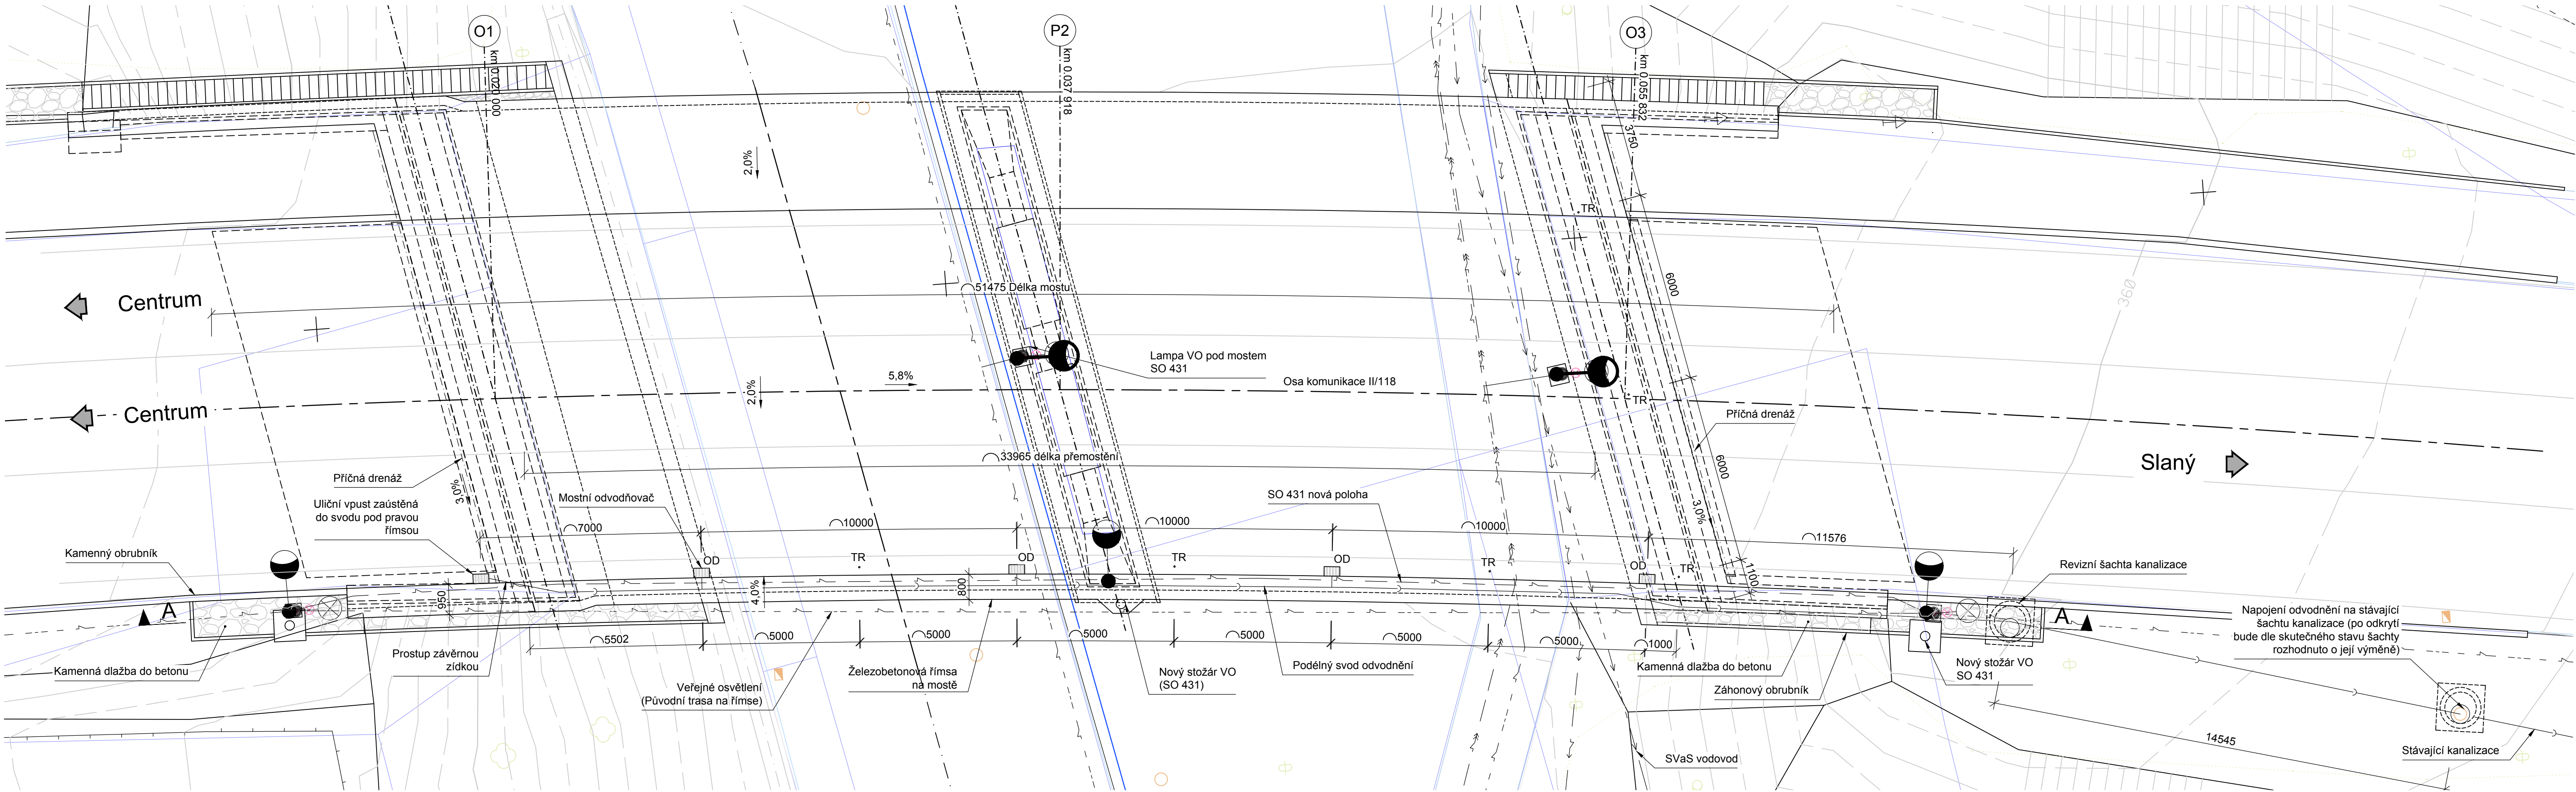 O1
km 0.020 000
P2
km 0.037 918
O3
km 0.055 832
3750
2,0%
TR
6000
360
Centrum
51475 Délka mostu
Lampa VO pod mostem
SO 431
5,8%
Osa komunikace II/118
2,0%
TR
Centrum
Příčná drenáž
33965 délka přemostění
6000
Slaný
Příčná drenáž
3,0%
Uliční vpust zaústěná
do svodu pod pravou
římsou
Mostní odvodňovač
SO 431 nová poloha
3,0%
7000
10000
10000
10000
11576
Kamenný obrubník
OD
TR
OD
TR
OD
TR
OD
TR
1100
Revizní šachta kanalizace
950
4,0%
800
A
A
Napojení odvodnění na stávající
šachtu kanalizace (po odkrytí
bude dle skutečného stavu šachty
rozhodnuto o její výměně)
5502
5000
5000
5000
5000
5000
5000
1000
Kamenná dlažba do betonu
Prostup závěrnou
zídkou
Veřejné osvětlení
(Původní trasa na římse)
Železobetonová římsa
na mostě
Nový stožár VO
(SO 431)
Podélný svod odvodnění
Kamenná dlažba do betonu
Záhonový obrubník
Nový stožár VO
SO 431
14545
Stávající kanalizace
SVaS vodovod